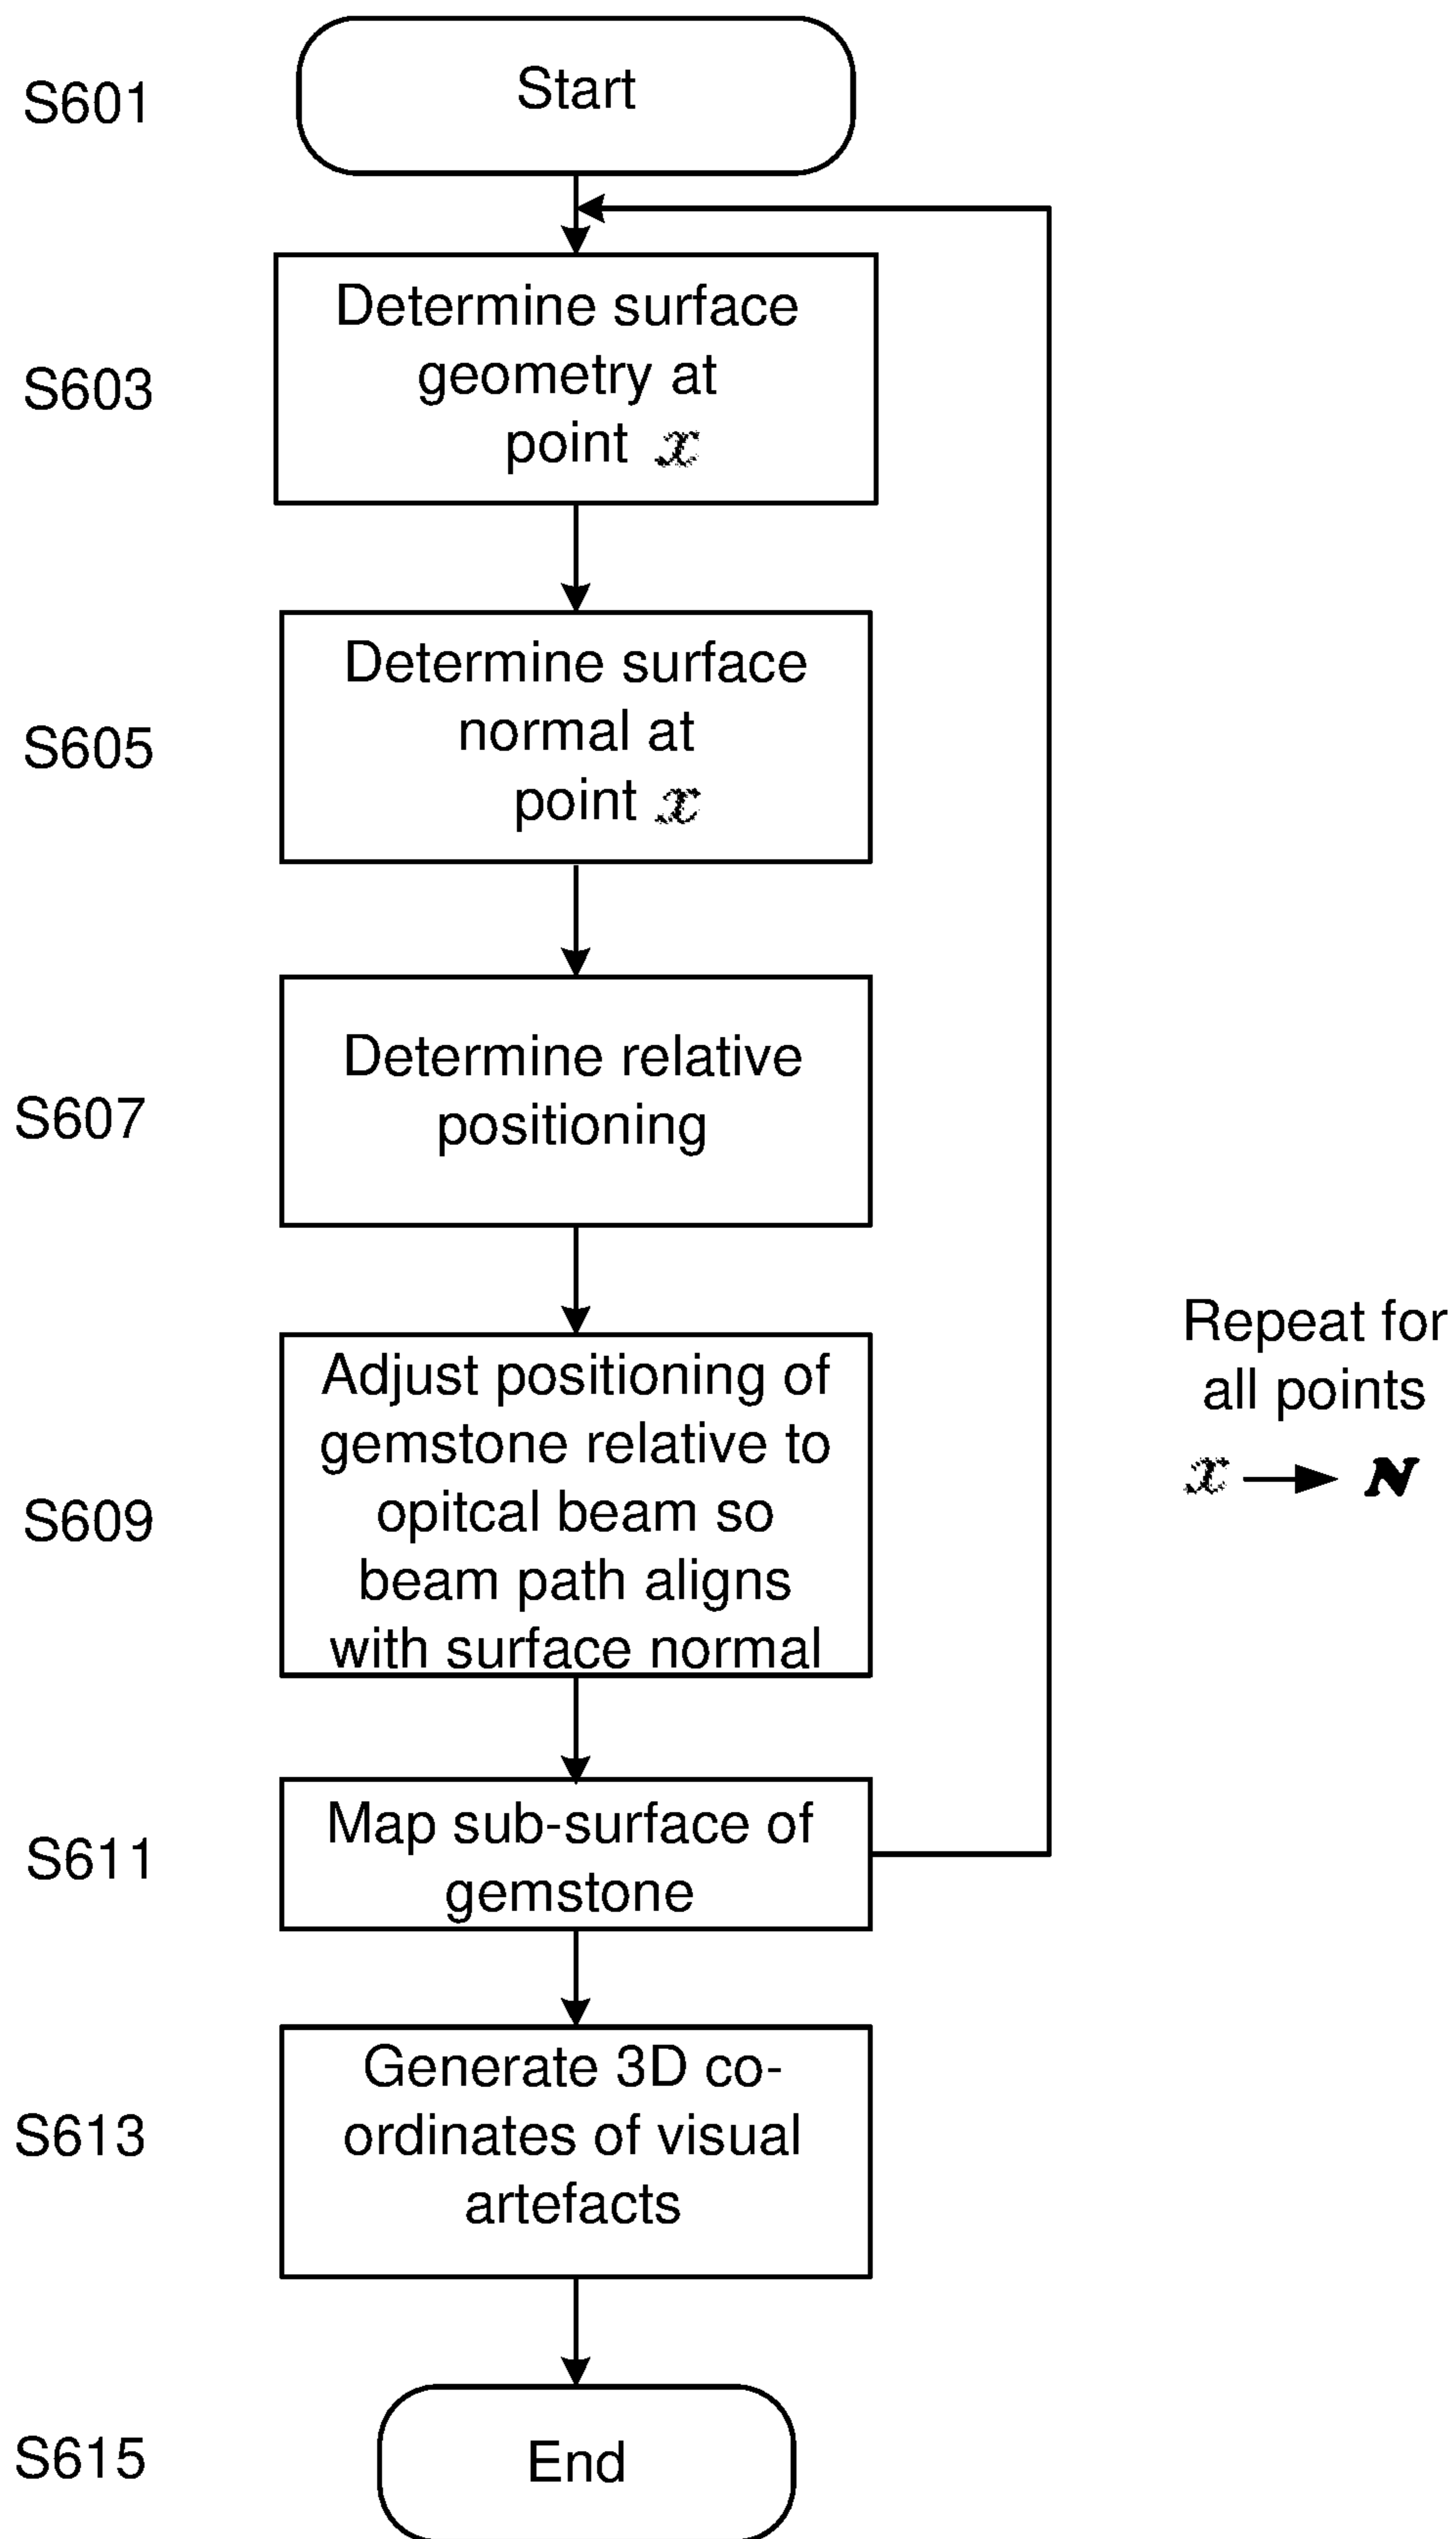 S601
Start
S603
Determine surface
geometry at
point x
S605
Determine surface
normal at
point x
S607
Determine relative
positioning
Repeat for
all points
x → N
S609
Adjust positioning of
gemstone relative to
opitcal beam so
beam path aligns
with surface normal
S611
Map sub-surface of
gemstone
S613
Generate 3D co-
ordinates of visual
artefacts
S615
End